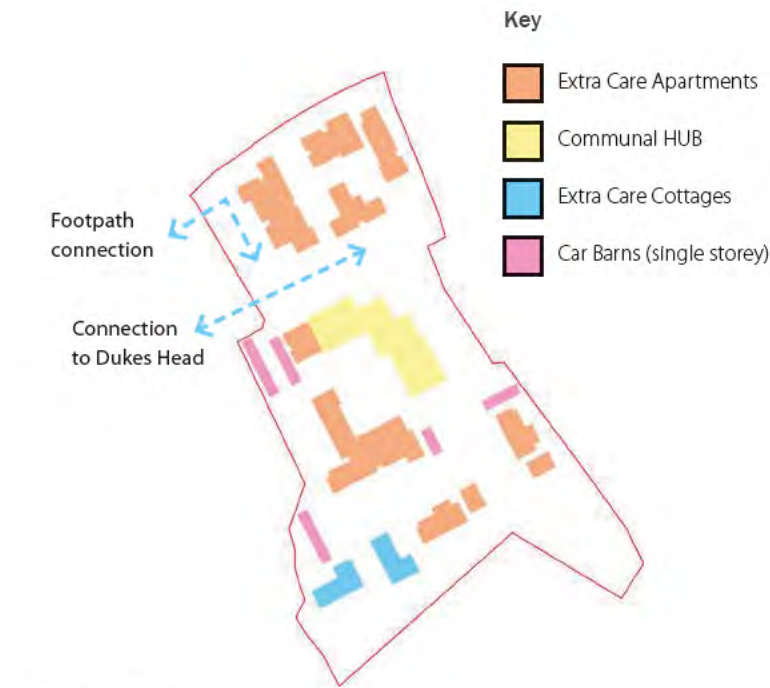 Key
Extra Care Apartments
Communal HUB
Extra Care Cottages
Car Barns (single storey)
Footpath
connection
Connection
to Dukes Head